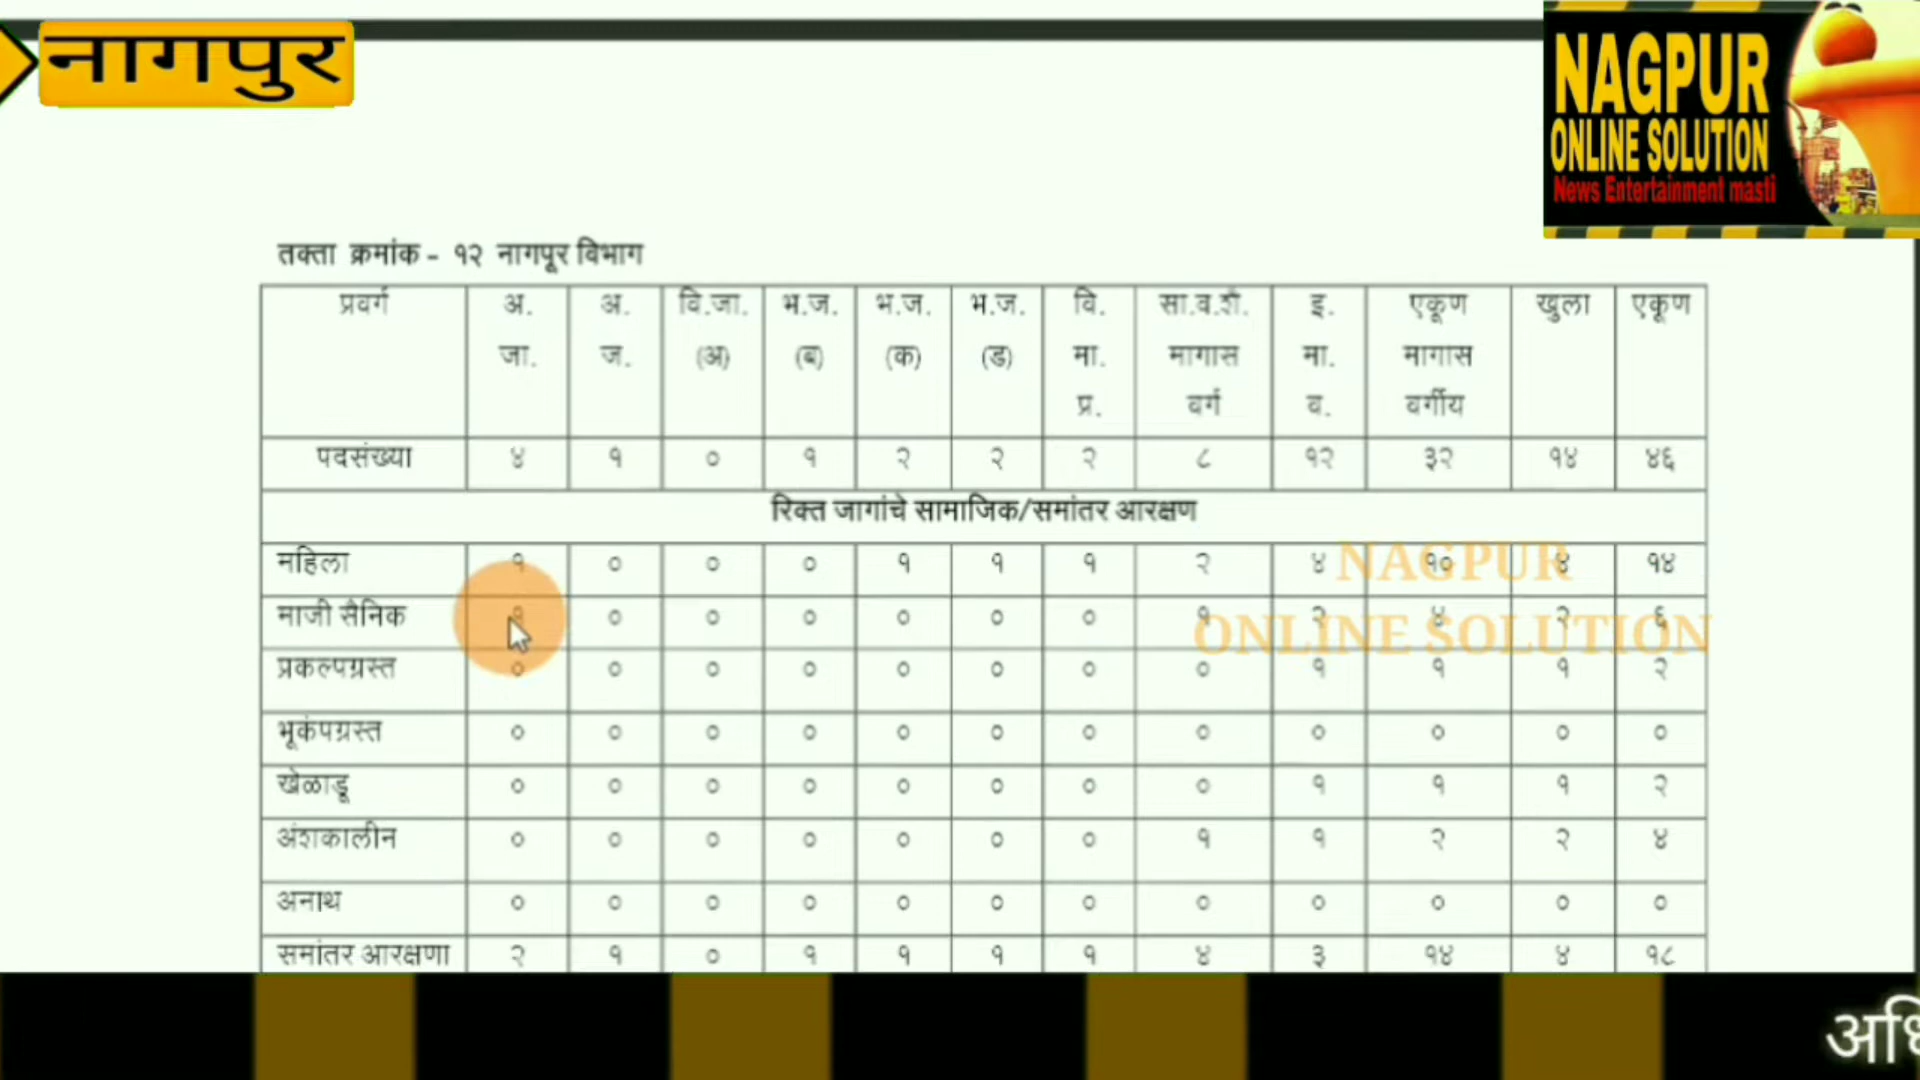 नागपुर
NAGPUR
ONLINE SOLUTION
News Entertainment masti
तक्ता क्रमांक - १२ नागपूर विभाग
प्रवर्ग अ. जा. अ. ज. वि.जा. (अ) भ.ज. (ब) भ.ज. (क) भ.ज. (ड) वि. मा. प्र. सा.व.शै. मागास वर्ग इ. मा. व. एकूण मागास वर्गीय खुला एकूण
पदसंख्या ४ १ ० १ २ २ २ ८ १२ ३२ १४ ४६
रिक्त जागांचे सामाजिक/समांतर आरक्षण
महिला १ ० ० ० १ १ १ २ ४ १० ४ १४
माजी सैनिक १ ० ० ० ० ० ० १ २ ४ २ ६
प्रकल्पग्रस्त ० ० ० ० ० ० ० ० १ १ १ २
भूकंपग्रस्त ० ० ० ० ० ० ० ० ० ० ० ०
खेळाडू ० ० ० ० ० ० ० ० १ १ १ २
अंशकालीन ० ० ० ० ० ० ० १ १ २ २ ४
अनाथ ० ० ० ० ० ० ० ० ० ० ० ०
समांतर आरक्षणा २ १ ० १ १ १ १ ४ ३ १४ ४ १८
NAGPUR
ONLINE SOLUTION